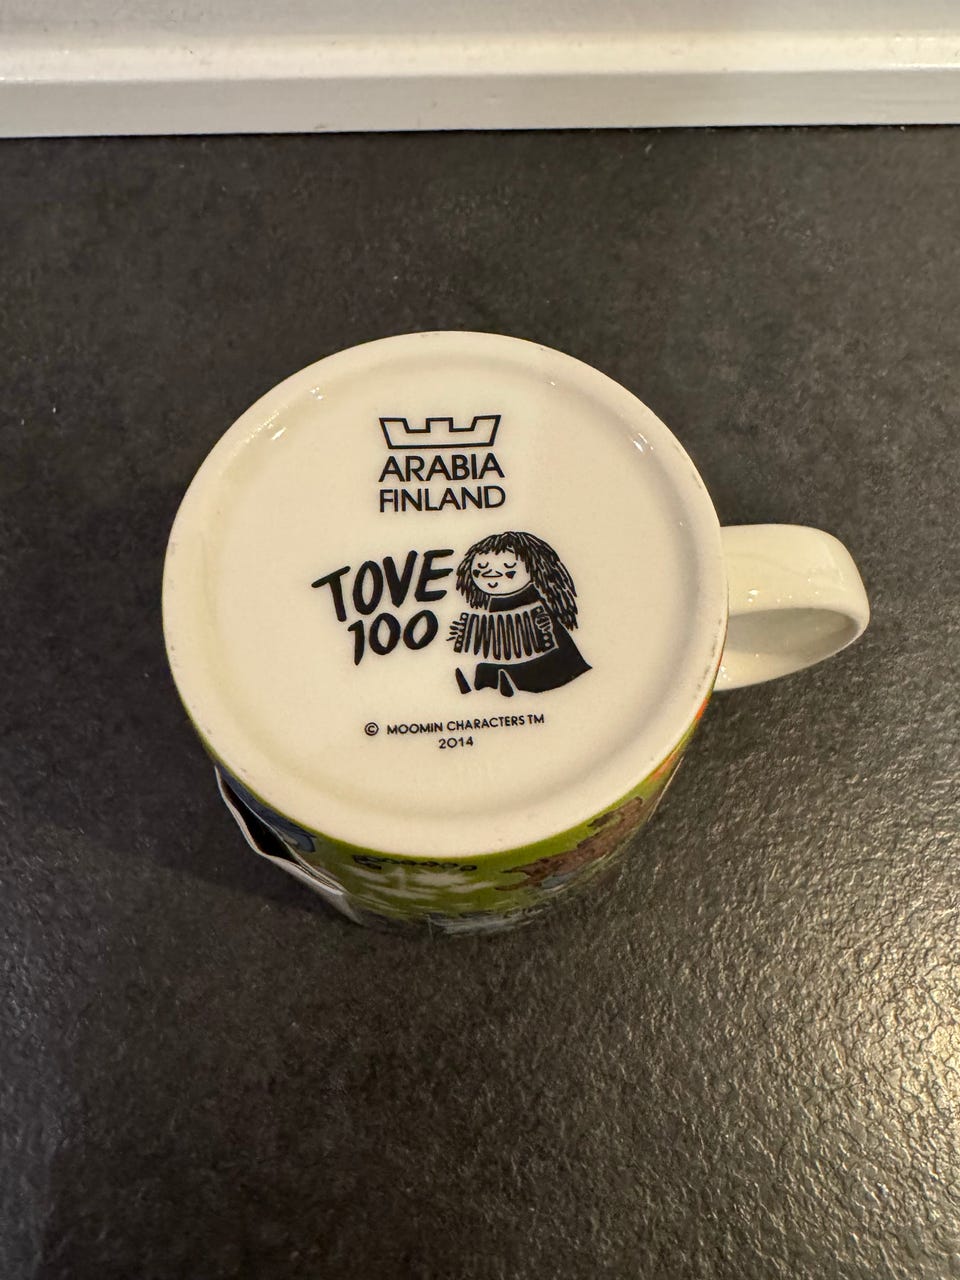 ARABIA
FINLAND
TOVE
100
© MOOMIN CHARACTERS TM
2014